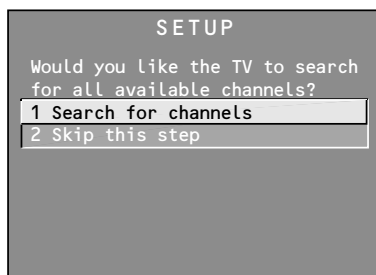 SETUP
Would you like the TV to search
for all available channels?
1 Search for channels
2 Skip this step